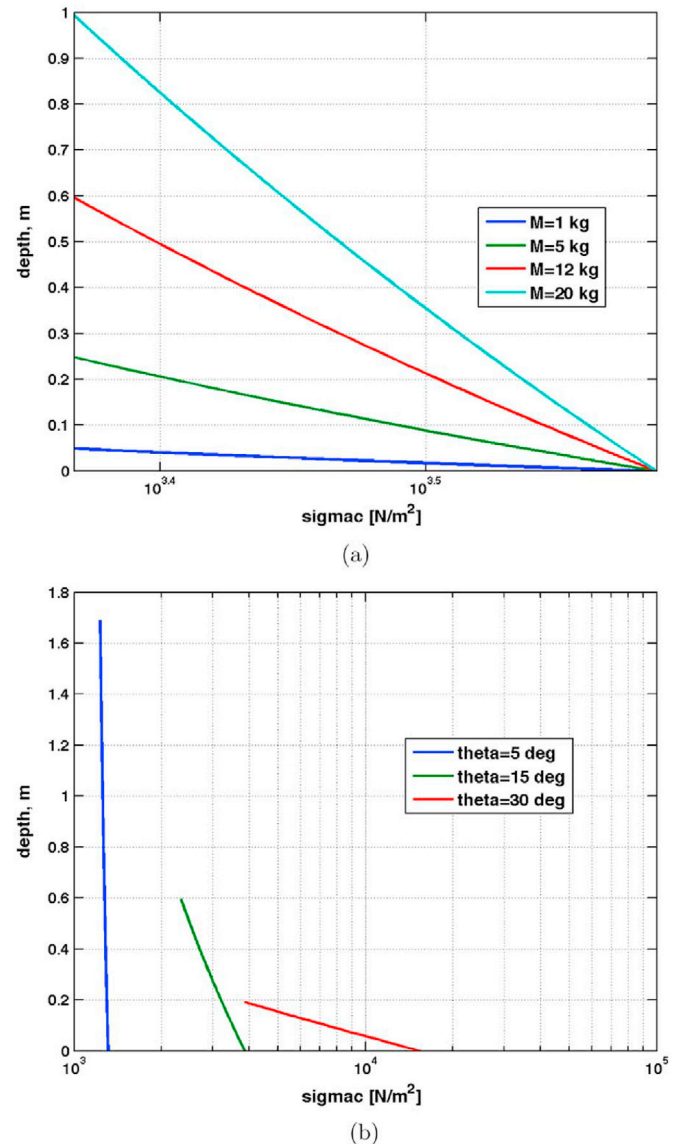 1
0.9
0.8
0.7
0.6
0.5
0.4
0.3
0.2
0.1
0
depth, m
M=1 kg
M=5 kg
M=12 kg
M=20 kg
10^3.4
10^3.5
sigmac [N/m^2]
(a)
1.8
1.6
1.4
1.2
1
0.8
0.6
0.4
0.2
0
depth, m
theta=5 deg
theta=15 deg
theta=30 deg
10^3
10^4
10^5
sigmac [N/m^2]
(b)